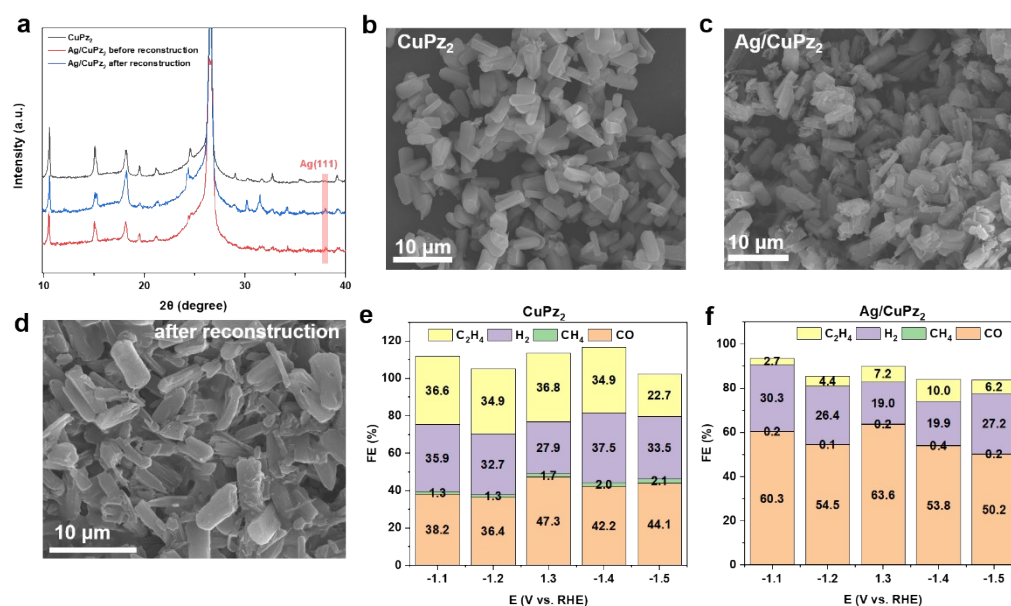 a
CuPz₂
Ag/CuPz₂ before reconstruction
Ag/CuPz₂ after reconstruction
Ag(111)
Intensity (a.u.)
10 20 30 40
2θ (degree)
b
CuPz₂
10 μm
c
Ag/CuPz₂
10 μm
d
after reconstruction
10 μm
e
CuPz₂
C₂H₄ H₂ CH₄ CO
FE (%)
120
100
80
60
40
20
0
36.6 34.9 36.8 34.9 22.7
35.9 32.7 27.9 37.5 33.5
1.3 1.3 1.7 2.0 2.1
38.2 36.4 47.3 42.2 44.1
-1.1 -1.2 1.3 -1.4 -1.5
E (V vs. RHE)
f
Ag/CuPz₂
C₂H₄ H₂ CH₄ CO
FE (%)
100
80
60
40
20
0
2.7 4.4 7.2 10.0 6.2
30.3 26.4 19.0 19.9 27.2
0.2 0.1 0.2 0.4 0.2
60.3 54.5 63.6 53.8 50.2
-1.1 -1.2 1.3 -1.4 -1.5
E (V vs. RHE)